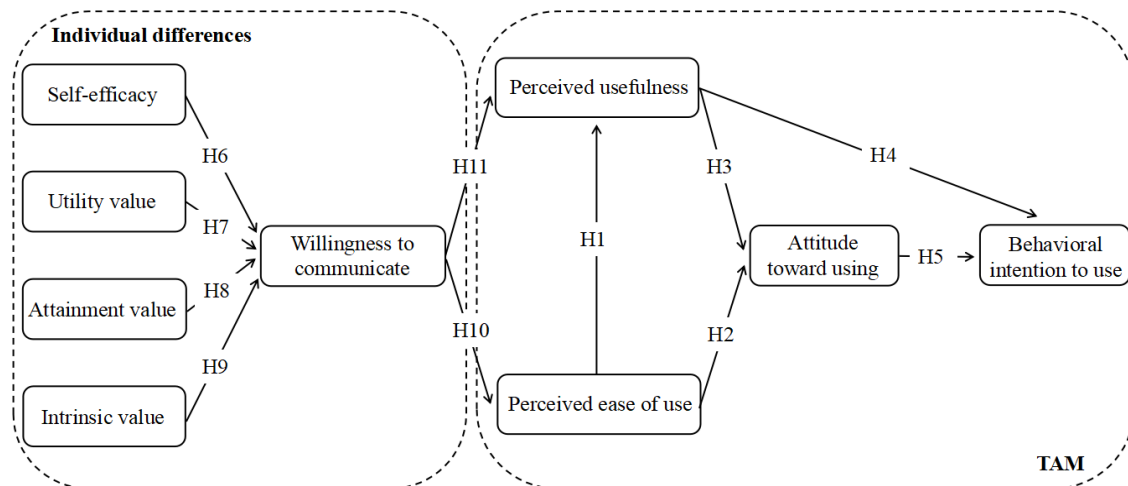 Individual differences
Self-efficacy
Utility value
Attainment value
Intrinsic value
H6
H7
H8
H9
Willingness to
communicate
H11
H10
Perceived usefulness
H1
Perceived ease of use
H3
H2
H4
Attitude
toward using
H5
Behavioral
intention to use
TAM